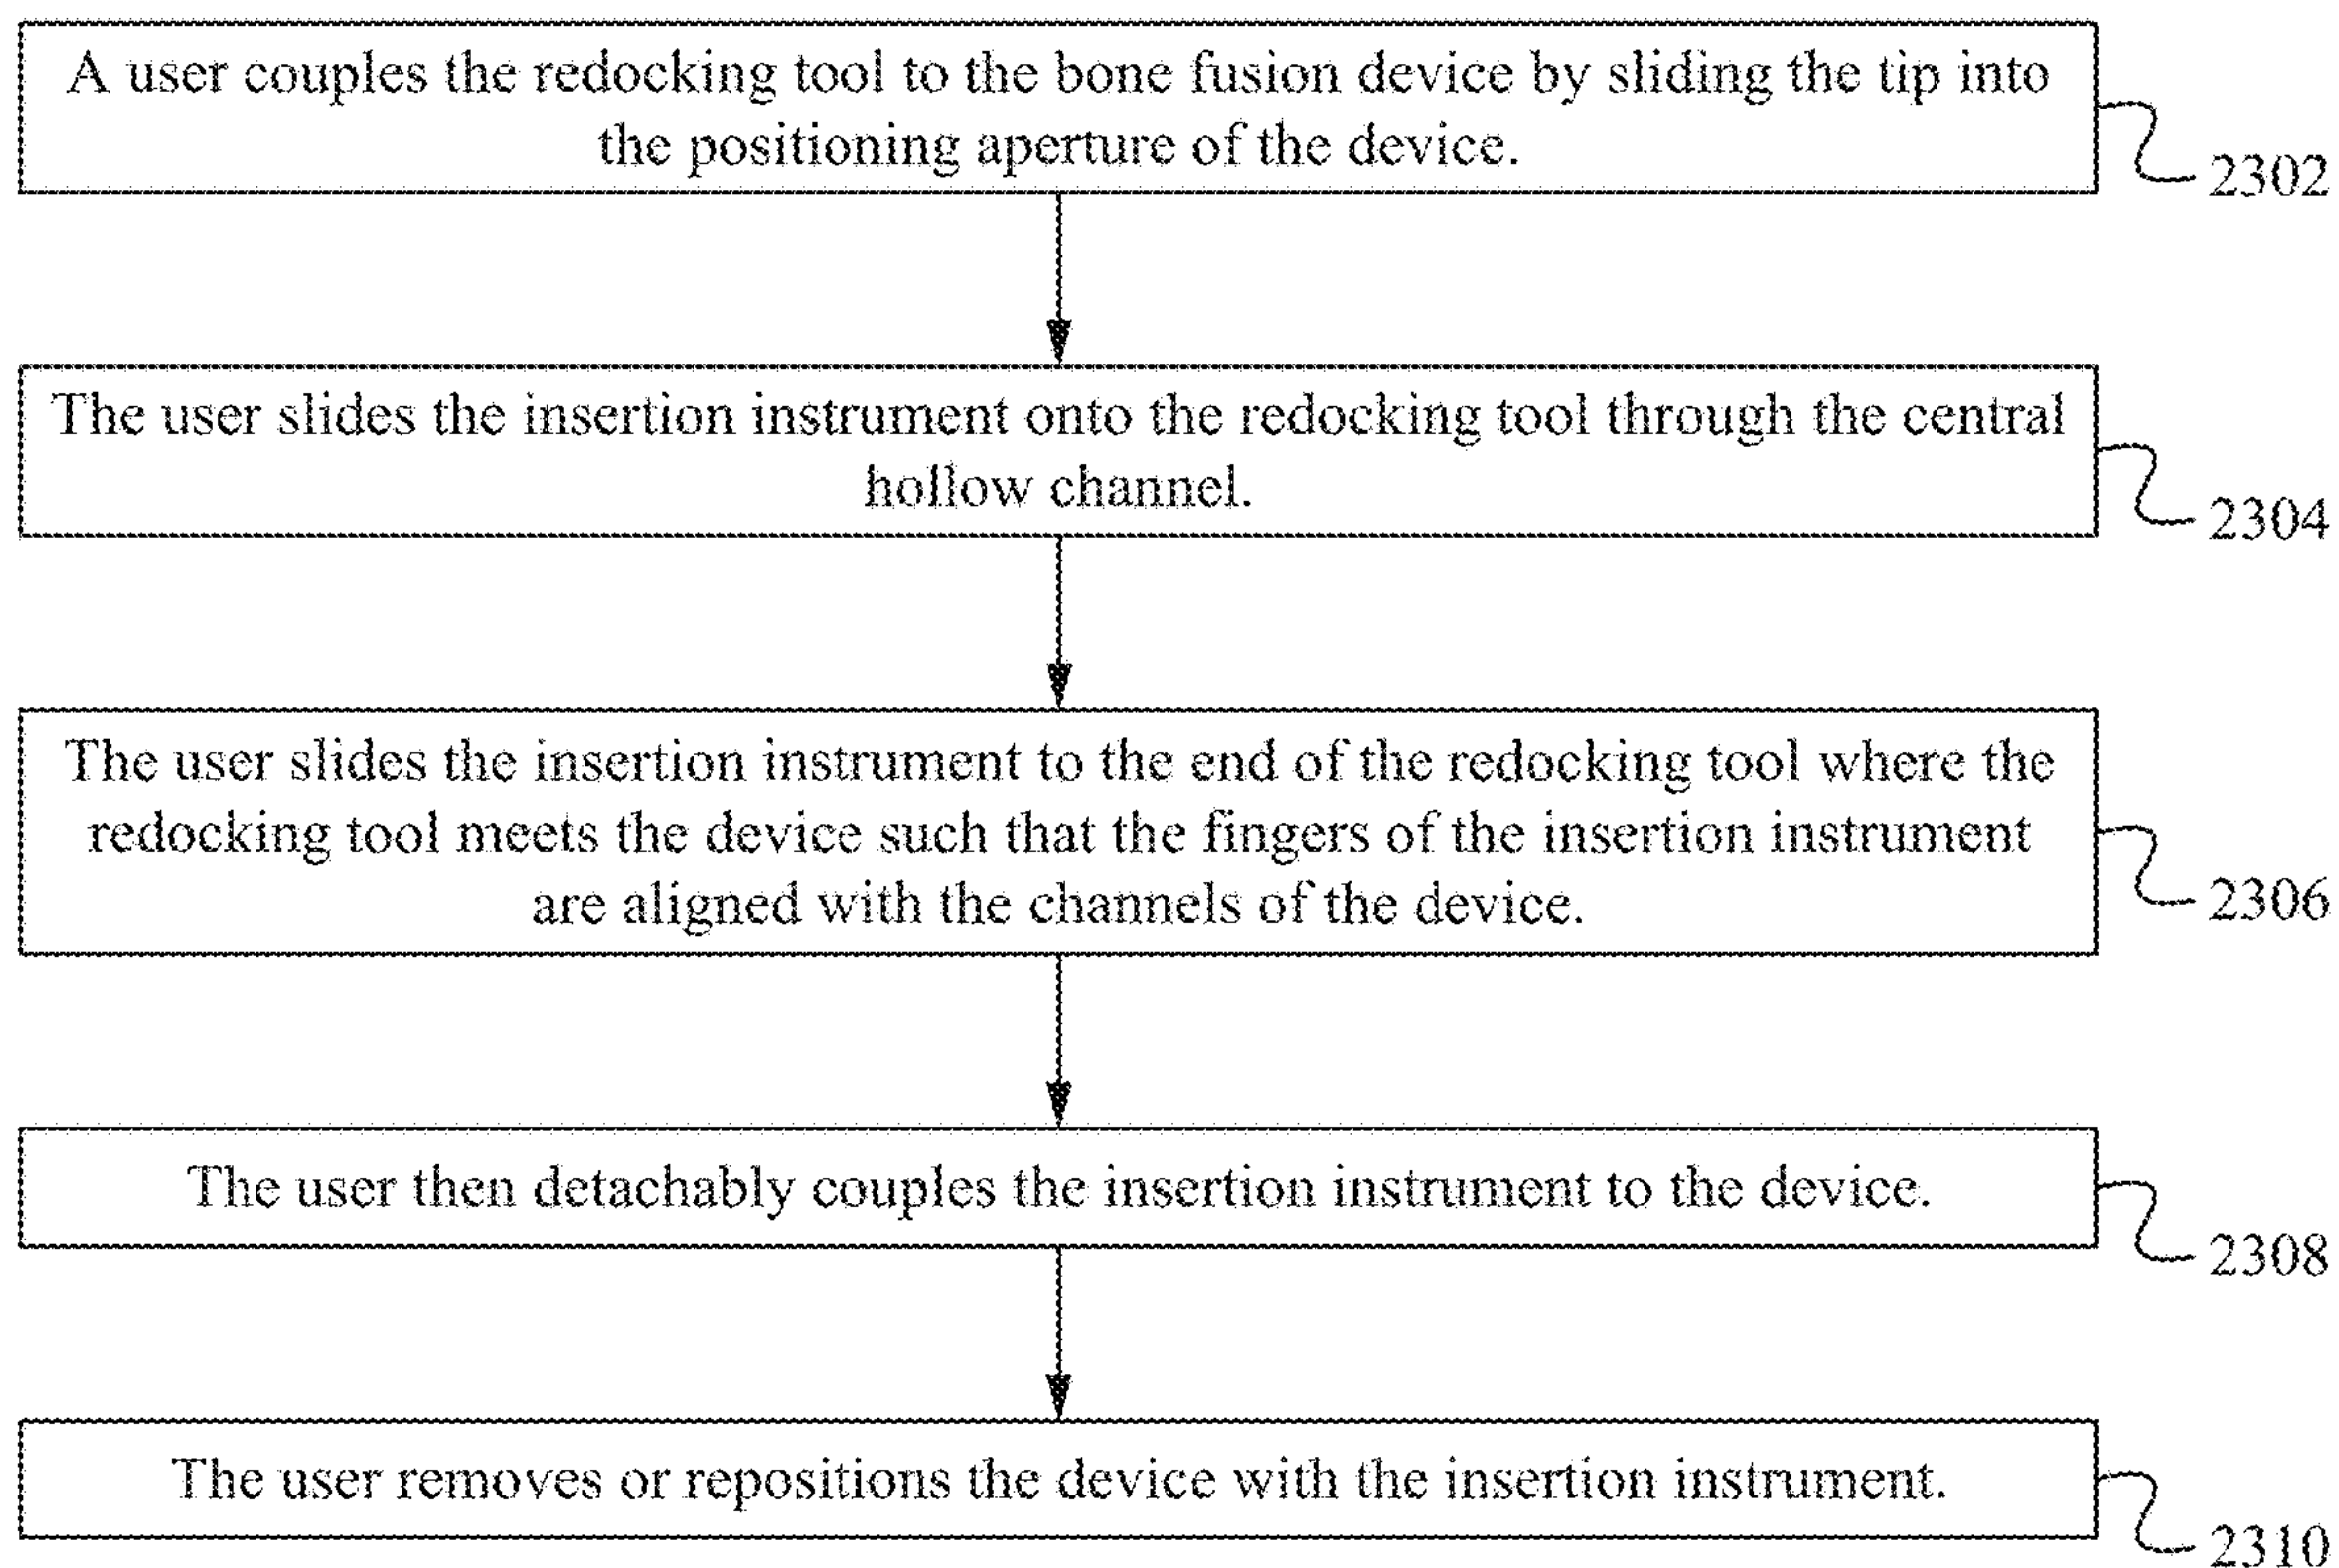 A user couples the redocking tool to the bone fusion device by sliding the tip into
the positioning aperture of the device.
2302
The user slides the insertion instrument onto the redocking tool through the central
hollow channel.
2304
The user slides the insertion instrument to the end of the redocking tool where the
redocking tool meets the device such that the fingers of the insertion instrument
are aligned with the channels of the device.
2306
The user then detachably couples the insertion instrument to the device.
2308
The user removes or repositions the device with the insertion instrument.
2310